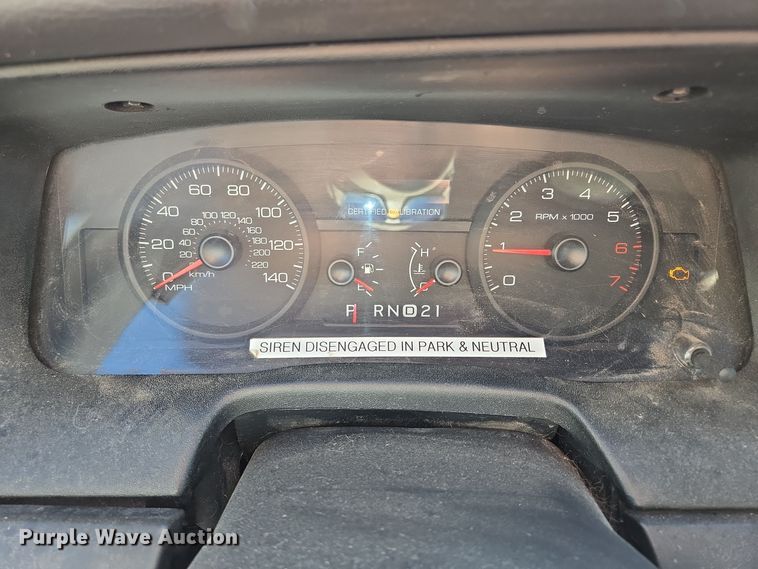 0 20 40 60 80 100 120 140
MPH
20 40 60 80 100 120 140 160 180 200 220
km/h
CERTIFIED CALIBRATION
F
E
H
P RND21
0 1 2 3 4 5 6 7
RPM x 1000
SIREN DISENGAGED IN PARK & NEUTRAL
Purple Wave Auction